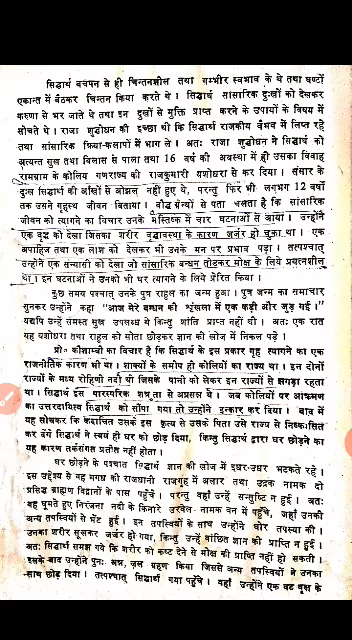 सिद्धार्थ बचपन से ही चिन्तनशील तथा गम्भीर स्वभाव के थे तथा घण्टों
एकान्त में बैठकर चिन्तन किया करते थे । सिद्धार्थ सांसारिक दुःखों को देखकर
करुणा से भर जाते थे तथा इन दुःखों से मुक्ति प्राप्त करने के उपायों के विषय में
सोचते थे । राजा शुद्धोधन की इच्छा थी कि सिद्धार्थ राजकीय वैभव में लिप्त रहे
तथा सांसारिक क्रिया-कलापों में भाग ले । अतः राजा शुद्धोधन ने सिद्धार्थ को
अत्यन्त सुख तथा विलास से पाला तथा 16 वर्ष की अवस्था में ही उसका विवाह
रामग्राम के कोलिय गणराज्य की राजकुमारी यशोधरा से कर दिया । संसार के
दुःख सिद्धार्थ की आँखों से ओझल नहीं हुए थे, परन्तु फिर भी लगभग 12 वर्षों
तक उसने गृहस्थ जीवन बिताया । बौद्ध ग्रन्थों से पता चलता है कि सांसारिक
जीवन को त्यागने का विचार उनके मस्तिष्क में चार घटनाओं से आया । उन्होंने
एक वृद्ध को देखा जिसका शरीर वृद्धावस्था के कारण जर्जर हो चुका था । एक
अपाहिज तथा एक लाश को देखकर भी उनके मन पर प्रभाव पड़ा । तत्पश्चात्
उन्होंने एक सन्यासी को देखा जो सांसारिक बन्धन तोड़कर मोक्ष के लिये प्रयत्नशील
था । इन घटनाओं ने उनको भी घर त्यागने के लिये प्रेरित किया ।
कुछ समय पश्चात् उनके पुत्र राहुल का जन्म हुआ । पुत्र जन्म का समाचार
सुनकर उन्होंने कहा "आज मेरे बन्धन की श्रृंखला में एक कड़ी और जुड़ गई ।"
यद्यपि उन्हें समस्त सुख उपलब्ध थे किन्तु शांति प्राप्त नहीं थी । अतः एक रात
वह यशोधरा तथा राहुल को सोता छोड़कर ज्ञान की खोज में निकल पड़े ।
प्रो० कौशाम्बी का विचार है कि सिद्धार्थ के इस प्रकार गृह त्यागने का एक
राजनीतिक कारण भी था । शाक्यों के समीप ही कोलियों का राज्य था । इन दोनों
राज्यों के मध्य रोहिणी नदी थी जिसके पानी को लेकर इन राज्यों से झगड़ा रहता
था । सिद्धार्थ इस पारस्परिक शत्रुता से अप्रसन्न थे । जब कोलियों पर आक्रमण
का उत्तरदायित्व सिद्धार्थ को सौंपा गया तो उन्होंने इन्कार कर दिया । बाद में
यह सोचकर कि कदाचित उसके इस कृत्य से उसके पिता उसे राज्य से निष्कासित
कर देंगे सिद्धार्थ ने स्वयं ही घर को छोड़ दिया, किन्तु सिद्धार्थ द्वारा घर छोड़ने का
यह कारण तर्कसंगत प्रतीत नहीं होता ।
घर छोड़ने के पश्चात सिद्धार्थ ज्ञान की खोज में इधर-उधर भटकते रहे ।
इस उद्देश्य से वह मगध की राजधानी राजगृह में अलार तथा उद्रक नामक दो
प्रसिद्ध ब्राह्मण विद्वानों के पास पहुँचे । परन्तु वहाँ उन्हें सन्तुष्टि न हुई । अतः
वह घूमते हुए निरंजना नदी के किनारे उरवेल नामक वन में पहुँचे, जहाँ उनकी
अन्य तपस्वियों से भेंट हुई । इन तपस्वियों के साथ उन्होंने घोर तपस्या की ।
उनका शरीर सूखकर जर्जर हो गया, किन्तु उन्हें वांछित ज्ञान की प्राप्ति न हुई ।
अतः सिद्धार्थ समझ गये कि शरीर को कष्ट देने से मोक्ष की प्राप्ति नहीं हो सकती ।
इसके बाद उन्होंने पुनः अन्न, जल ग्रहण किया जिससे अन्य तपस्वियों ने उनका
साथ छोड़ दिया । तत्पश्चात् सिद्धार्थ गया पहुँचे । वहाँ उन्होंने एक वट वृक्ष के